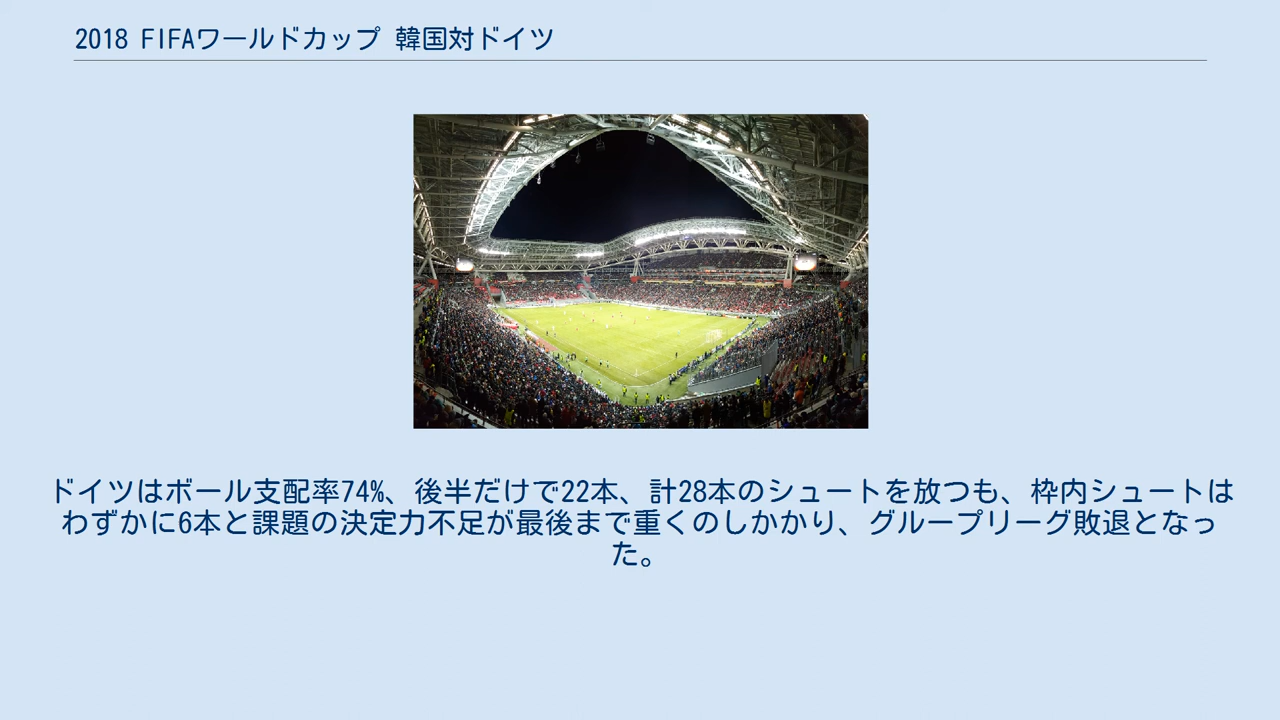 2018 FIFAワールドカップ 韓国対ドイツ
ドイツはボール支配率74%、後半だけで22本、計28本のシュートを放つも、枠内シュートは
わずかに6本と課題の決定力不足が最後まで重くのしかかり、グループリーグ敗退となっ
た。